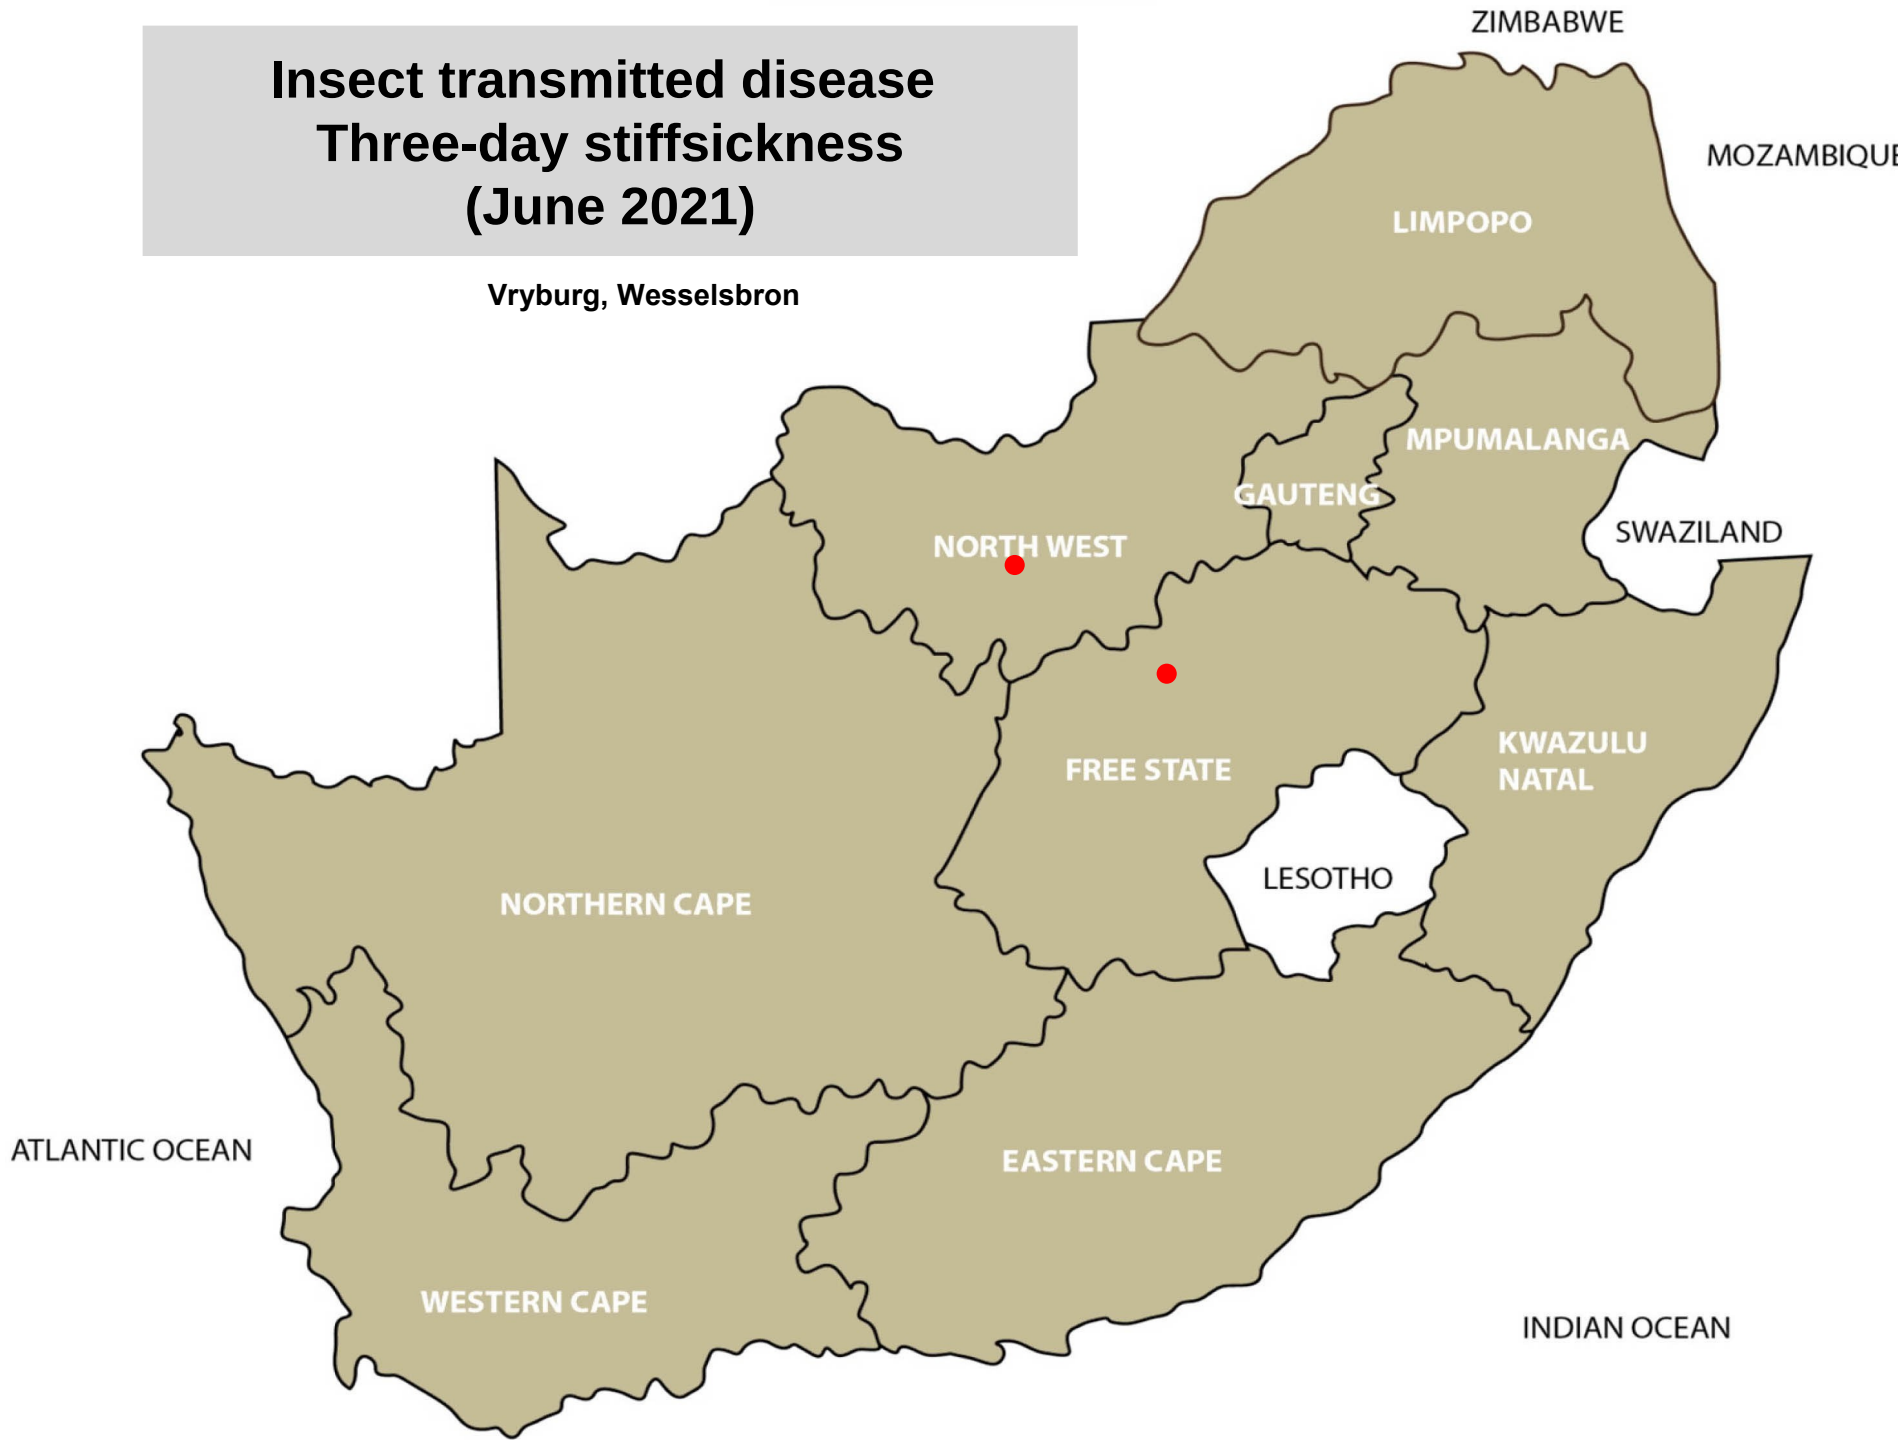 ZIMBABWE
Insect transmitted disease
Three-day stiffsickness
(June 2021)
MOZAMBIQUE
LIMPOPO
Vryburg, Wesselsbron
MPUMALANGA
GAUTENG
SWAZILAND
NORTH WEST
KWAZULU
NATAL
FREE STATE
LESOTHO
NORTHERN CAPE
ATLANTIC OCEAN
EASTERN CAPE
WESTERN CAPE
INDIAN OCEAN